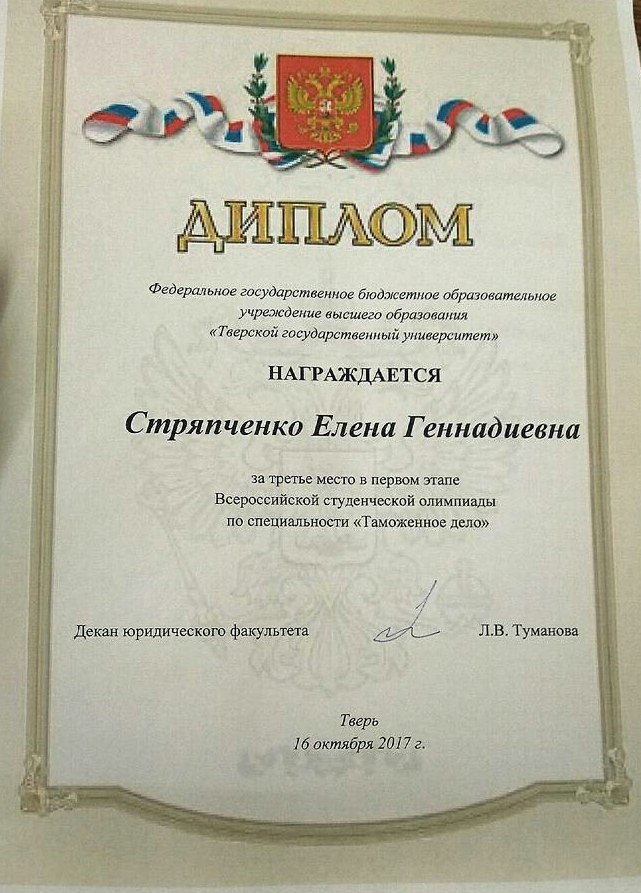 ДИПЛОМ
Федеральное государственное бюджетное образовательное
учреждение высшего образования
«Тверской государственный университет»
НАГРАЖДАЕТСЯ
Стряпченко Елена Геннадиевна
за третье место в первом этапе
Всероссийской студенческой олимпиады
по специальности «Таможенное дело»
Декан юридического факультета Л.В. Туманова
Тверь
16 октября 2017 г.